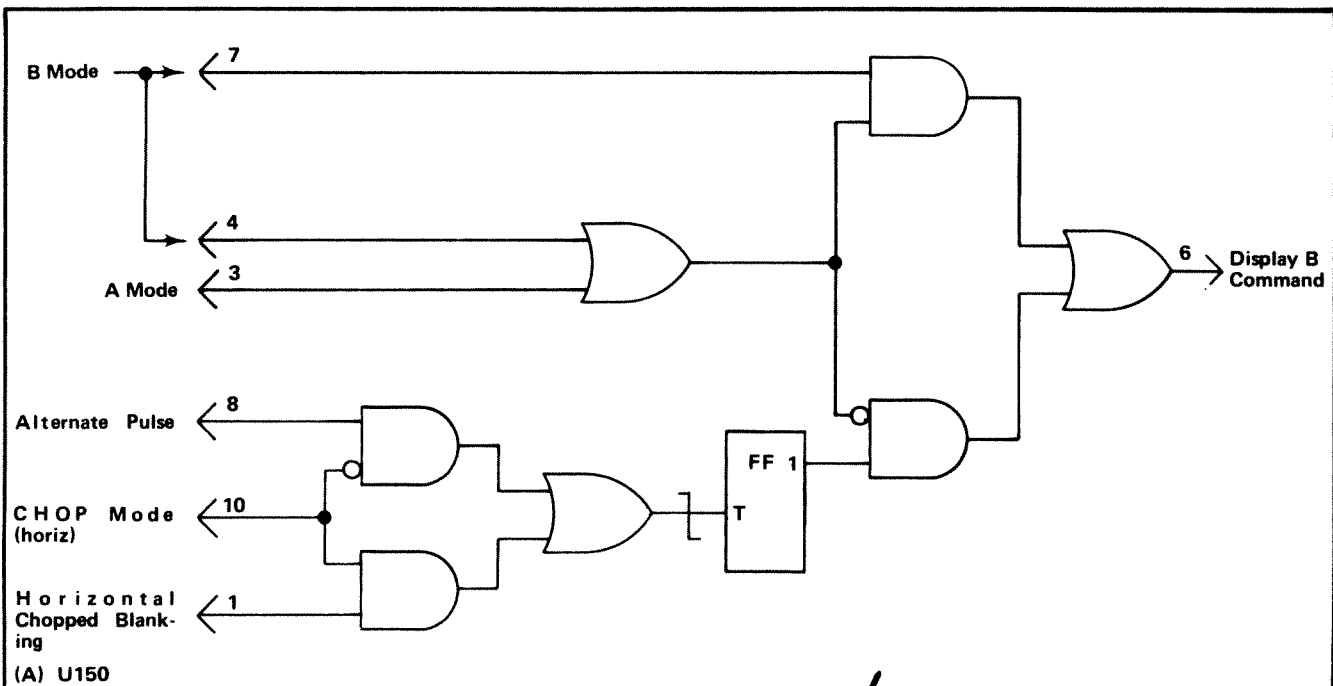 B Mode
7
4
3
A Mode
6
Display B
Command
Alternate Pulse
8
CHOP Mode
(horiz)
10
FF 1
T
Horizontal
Chopped Blank-
ing
1
(A) U150